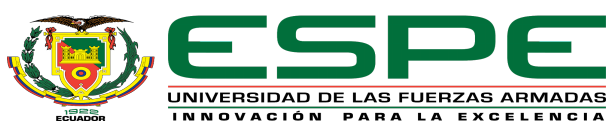 1922
ECUADOR
ESPE
UNIVERSIDAD DE LAS FUERZAS ARMADAS
INNOVACIÓN PARA LA EXCELENCIA